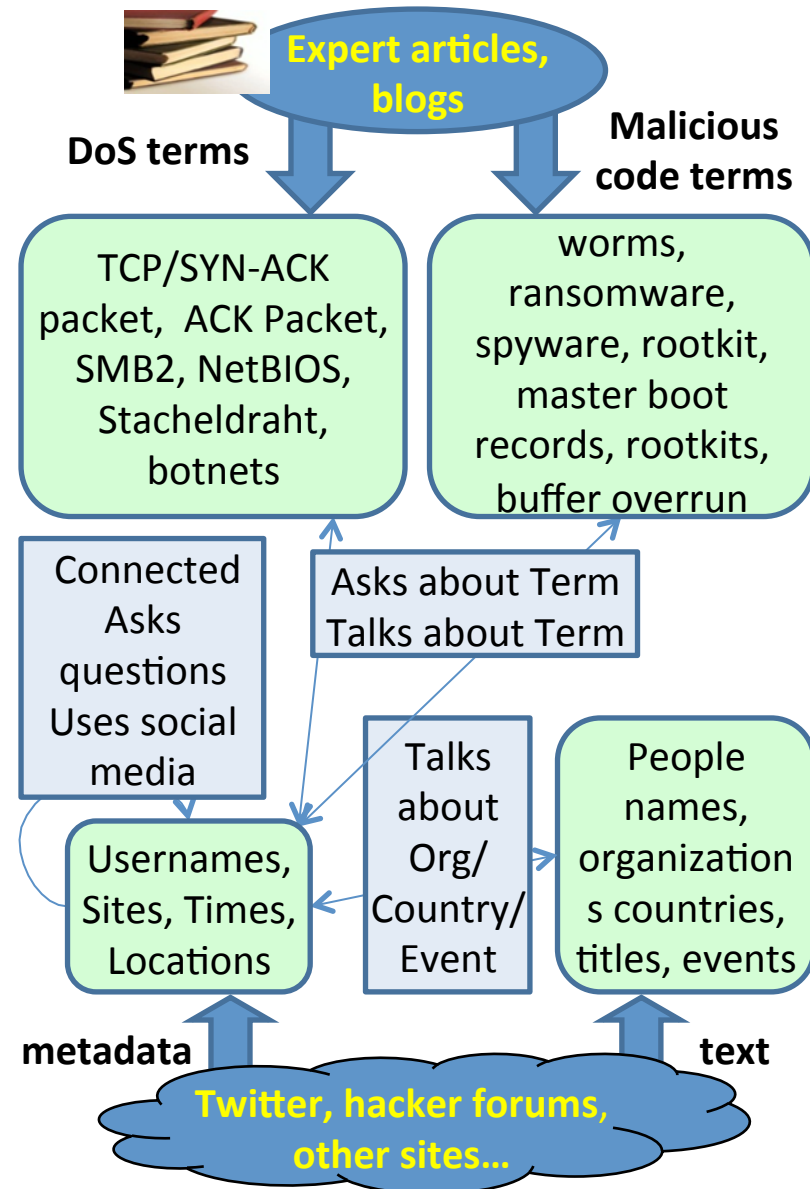 Expert articles,
blogs
DoS terms
Malicious
code terms
TCP/SYN-ACK
packet, ACK Packet,
SMB2, NetBIOS,
Stacheldraht,
botnets
worms,
ransomware,
spyware, rootkit,
master boot
records, rootkits,
buffer overrun
Connected
Asks
questions
Uses social
media
Asks about Term
Talks about Term
Talks
about
Org/
Country/
Event
People
names,
organization
s countries,
titles, events
Usernames,
Sites, Times,
Locations
metadata
text
Twitter, hacker forums,
other sites...